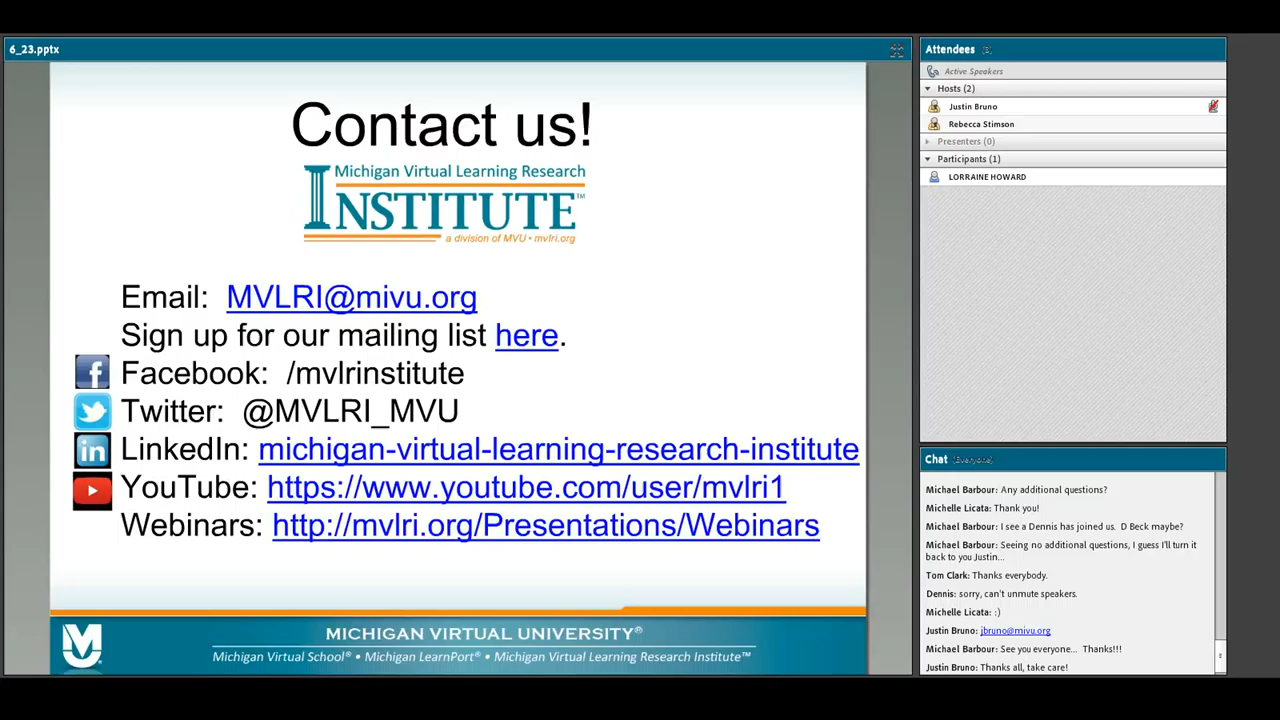 6_23.pptx
Contact us!
Michigan Virtual Learning Research
INSTITUTE™
a division of MVU • mvlri.org
Email: MVLRI@mivu.org
Sign up for our mailing list here.
Facebook: /mvlrinstitute
Twitter: @MVLRI_MVU
LinkedIn: michigan-virtual-learning-research-institute
YouTube: https://www.youtube.com/user/mvlri1
Webinars: http://mvlri.org/Presentations/Webinars
MICHIGAN VIRTUAL UNIVERSITY®
Michigan Virtual School® • Michigan LearnPort® • Michigan Virtual Learning Research Institute™
Attendees (3)
Active Speakers
Hosts (2)
Justin Bruno
Rebecca Stimson
Presenters (0)
Participants (1)
LORRAINE HOWARD
Chat (Everyone)
Michael Barbour: Any additional questions?
Michelle Licata: Thank you!
Michael Barbour: I see a Dennis has joined us. D Beck maybe?
Michael Barbour: Seeing no additional questions, I guess I'll turn it
back to you Justin...
Tom Clark: Thanks everybody.
Dennis: sorry, can't unmute speakers.
Michelle Licata: :)
Justin Bruno: jbruno@mivu.org
Michael Barbour: See you everyone... Thanks!!!
Justin Bruno: Thanks all, take care!